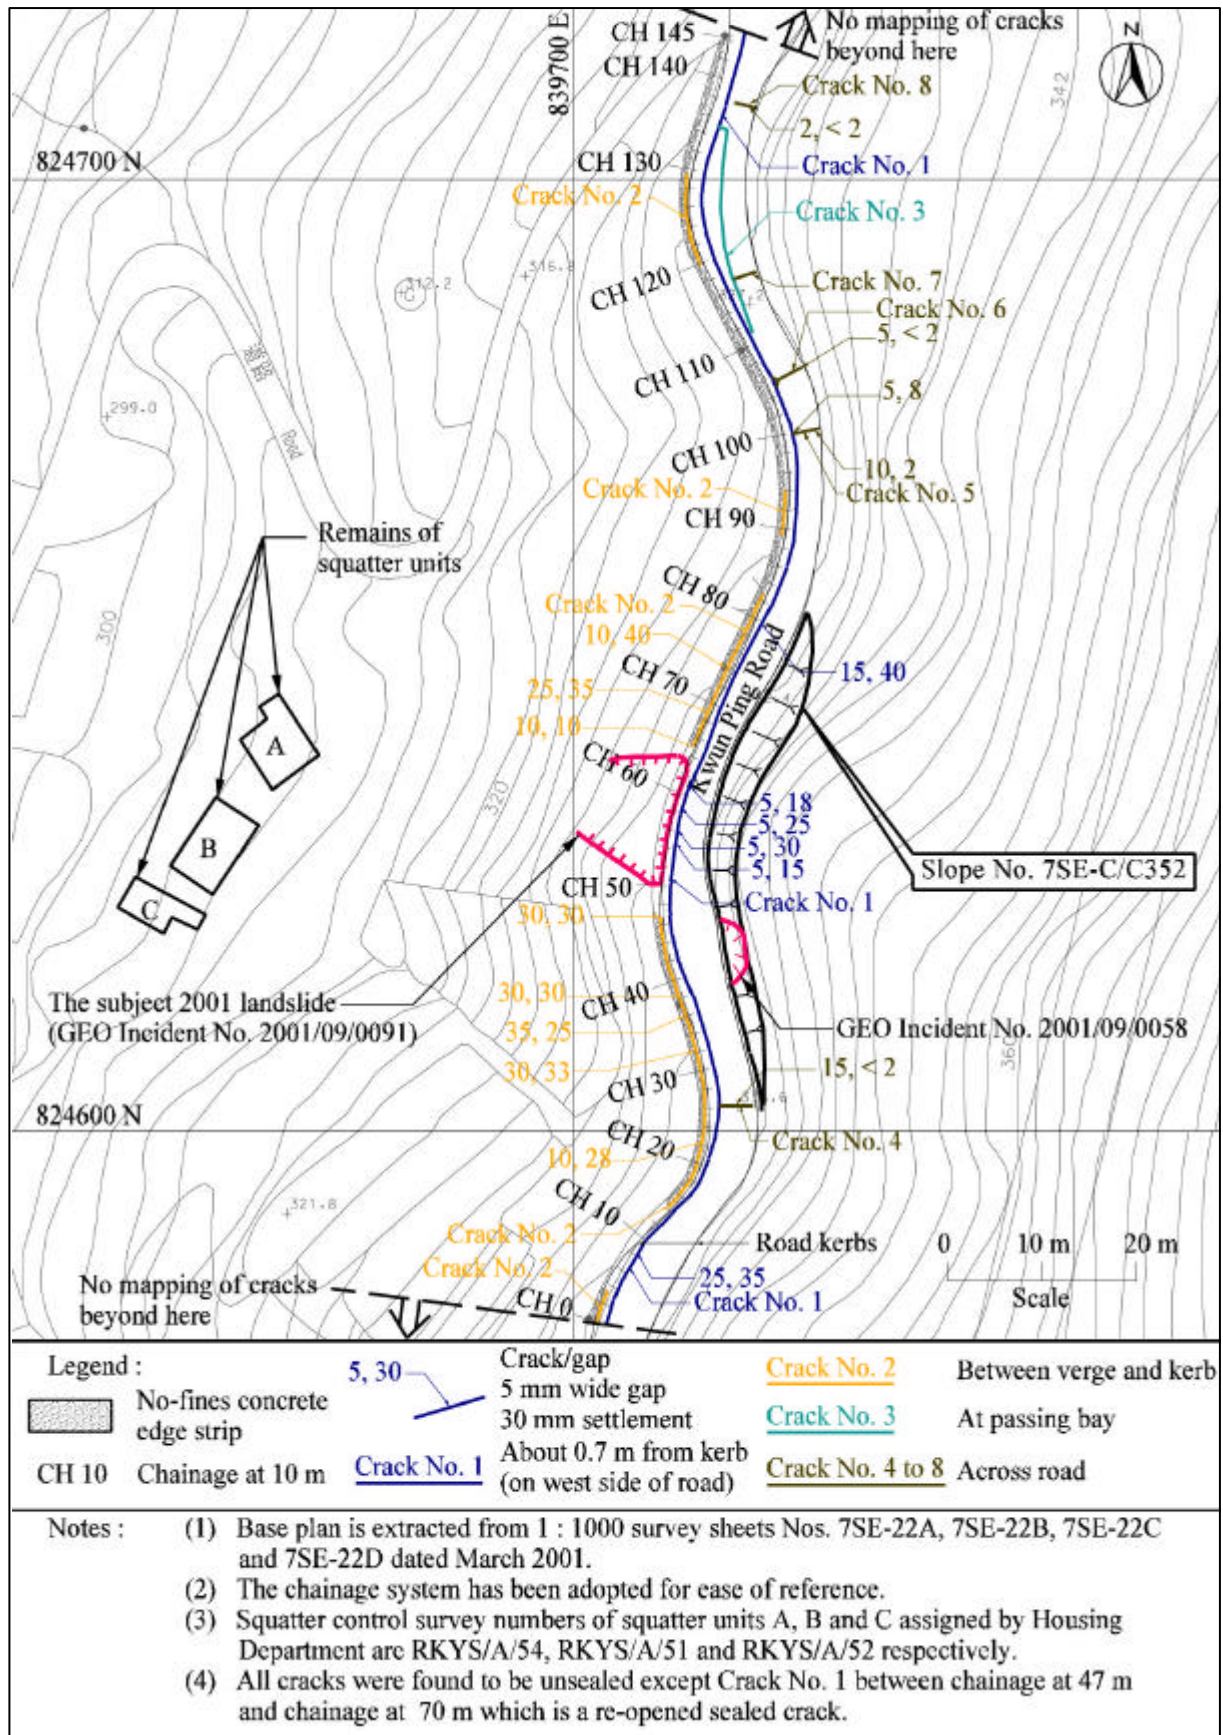 CH 145
839700 E
No mapping of cracks
beyond here
N
CH 140
Crack No. 8
342
2, < 2
824700 N
CH 130
Crack No. 1
Crack No. 2
Crack No. 3
316.8
312.2
G
CH 120
Crack No. 7
Crack No. 6
5, < 2
CH 110
299.0
5, 8
Road
CH 100
10, 2
Crack No. 5
Crack No. 2
CH 90
Remains of
squatter units
CH 80
Crack No. 2
10, 40
300
Kwun Ping Road
15, 40
CH 70
25, 35
10, 10
A
CH 60
320
5, 18
5, 25
B
5, 30
5, 15
Slope No. 7SE-C/C352
CH 50
C
Crack No. 1
30, 30
The subject 2001 landslide
(GEO Incident No. 2001/09/0091)
30, 30
CH 40
35, 25
GEO Incident No. 2001/09/0058
30, 33
360
15, < 2
CH 30
824600 N
CH 20
Crack No. 4
10, 28
321.8
CH 10
Crack No. 2
Road kerbs
0 10 m 20 m
Scale
Crack No. 2
25, 35
No mapping of cracks
beyond here
CH 0
Crack No. 1
Legend :
No-fines concrete
edge strip
CH 10 Chainage at 10 m
5, 30
Crack/gap
5 mm wide gap
30 mm settlement
Crack No. 1
About 0.7 m from kerb
(on west side of road)
Crack No. 2 Between verge and kerb
Crack No. 3 At passing bay
Crack No. 4 to 8 Across road
Notes :
(1) Base plan is extracted from 1 : 1000 survey sheets Nos. 7SE-22A, 7SE-22B, 7SE-22C
and 7SE-22D dated March 2001.
(2) The chainage system has been adopted for ease of reference.
(3) Squatter control survey numbers of squatter units A, B and C assigned by Housing
Department are RKYS/A/54, RKYS/A/51 and RKYS/A/52 respectively.
(4) All cracks were found to be unsealed except Crack No. 1 between chainage at 47 m
and chainage at 70 m which is a re-opened sealed crack.